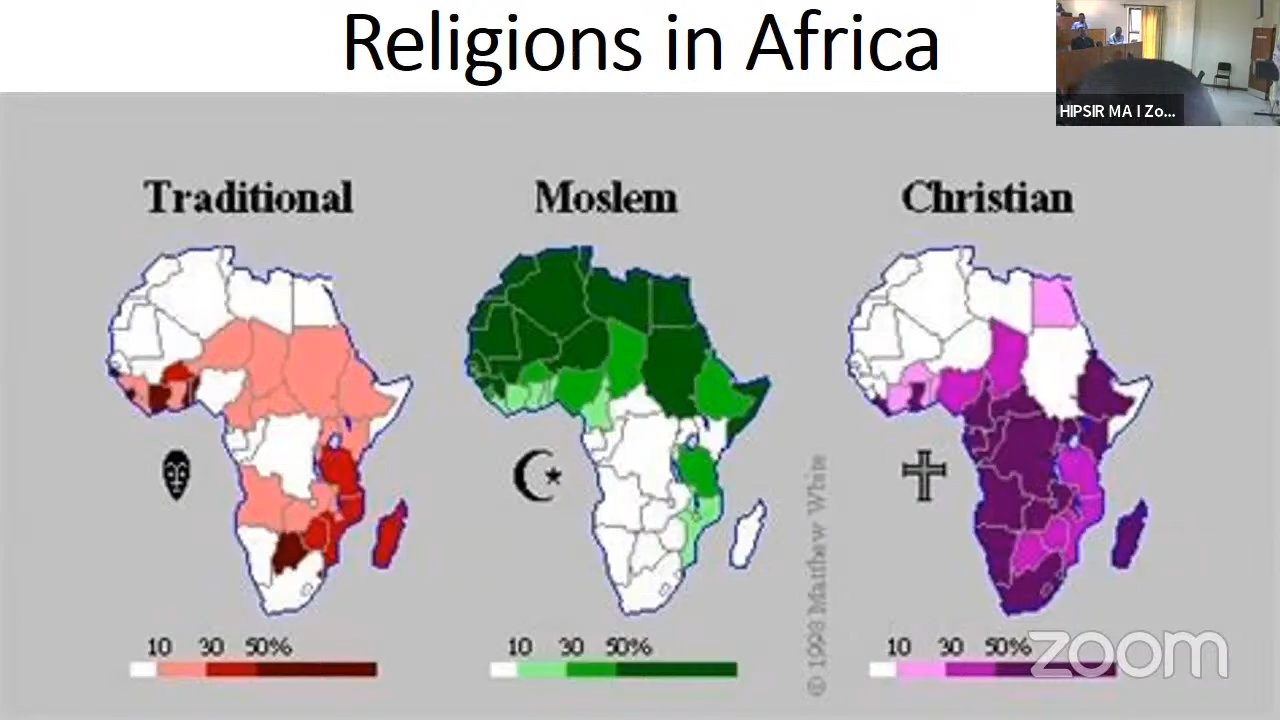 Religions in Africa
HIPSIR MA I Zo...
Traditional
Moslem
Christian
© 1998 Matthew White
10 30 50%
10 30 50%
10 30 50%
zoom